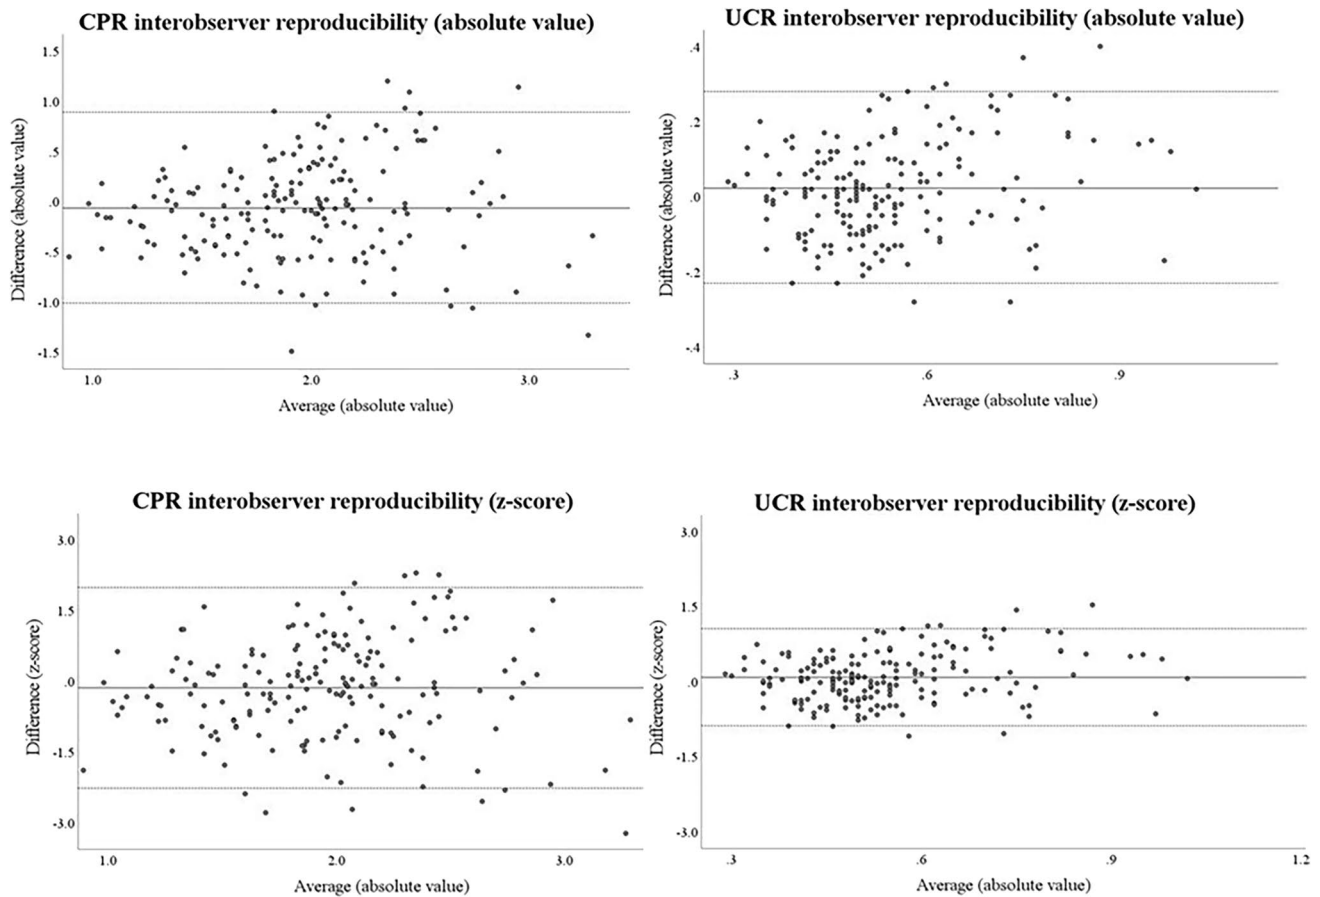 CPR interobserver reproducibility (absolute value)
1.5
1.0
.5
.0
-.5
-1.0
-1.5
Difference (absolute value)
1.0 2.0 3.0
Average (absolute value)
UCR interobserver reproducibility (absolute value)
.4
.2
.0
-.2
-.4
Difference (absolute value)
.3 .6 .9
Average (absolute value)
CPR interobserver reproducibility (z-score)
3.0
1.5
.0
-1.5
-3.0
Difference (z-score)
1.0 2.0 3.0
Average (absolute value)
UCR interobserver reproducibility (z-score)
3.0
1.5
.0
-1.5
-3.0
Difference (z-score)
.3 .6 .9 1.2
Average (absolute value)